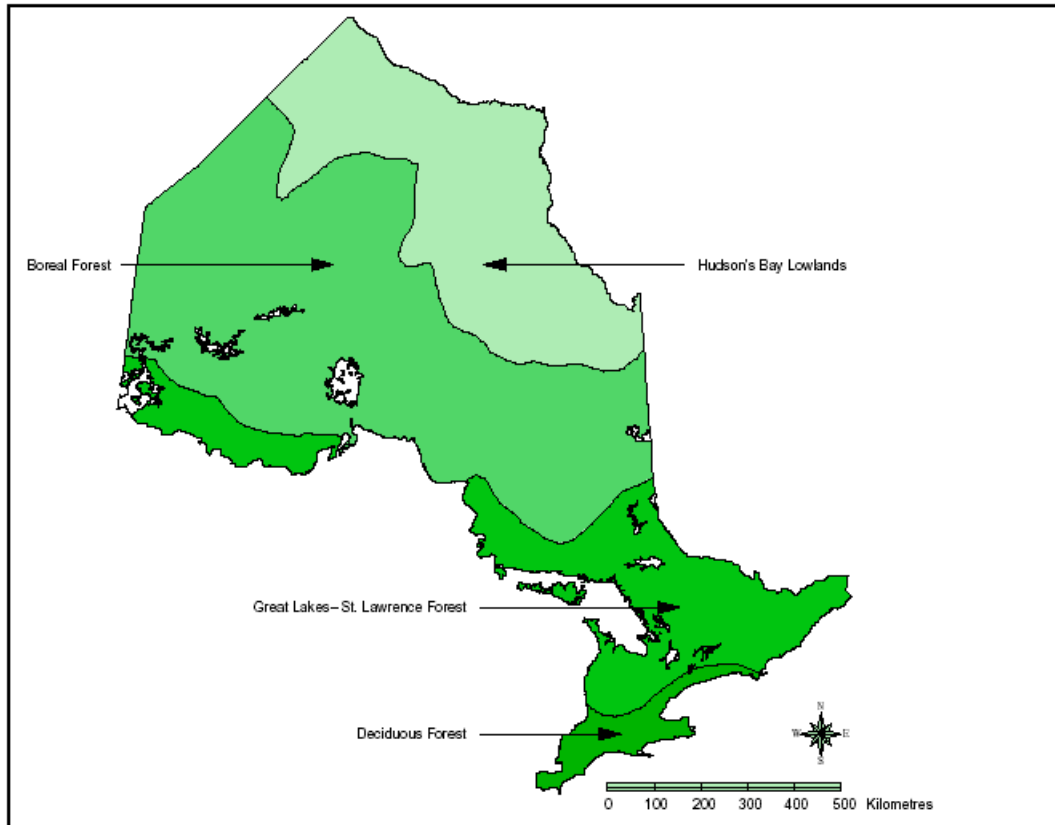 Boreal Forest
Hudson's Bay Lowlands
Great Lakes–St. Lawrence Forest
Deciduous Forest
N
W E
S
0 100 200 300 400 500 Kilometres